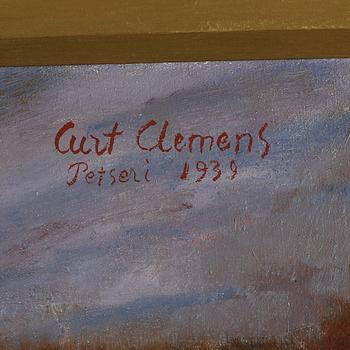 Curt Clemens
Petseri 1939